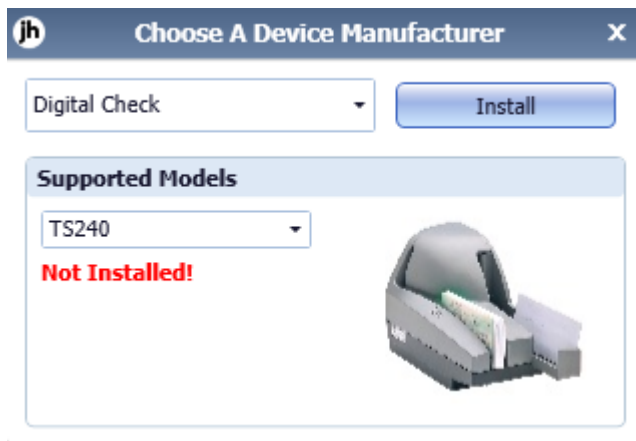 jh Choose A Device Manufacturer X
Digital Check Install
Supported Models
TS240
Not Installed!